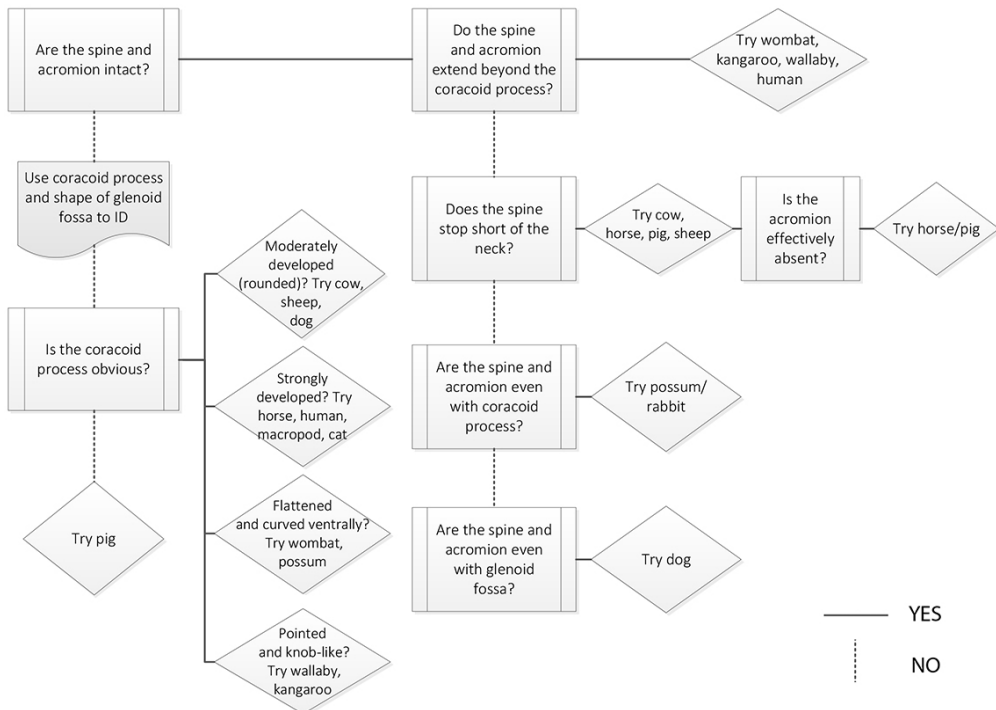 Are the spine and
acromion intact?
Do the spine
and acromion
extend beyond the
coracoid process?
Try wombat,
kangaroo, wallaby,
human
Use coracoid process
and shape of glenoid
fossa to ID
Does the spine
stop short of the
neck?
Try cow,
horse, pig, sheep
Is the
acromion
effectively
absent?
Try horse/pig
Moderately
developed
(rounded)? Try cow,
sheep,
dog
Is the coracoid
process obvious?
Strongly
developed? Try
horse, human,
macropod, cat
Are the spine and
acromion even
with coracoid
process?
Try possum/
rabbit
Try pig
Flattened
and curved ventrally?
Try wombat,
possum
Are the spine and
acromion even
with glenoid
fossa?
Try dog
Pointed
and knob-like?
Try wallaby,
kangaroo
YES
NO